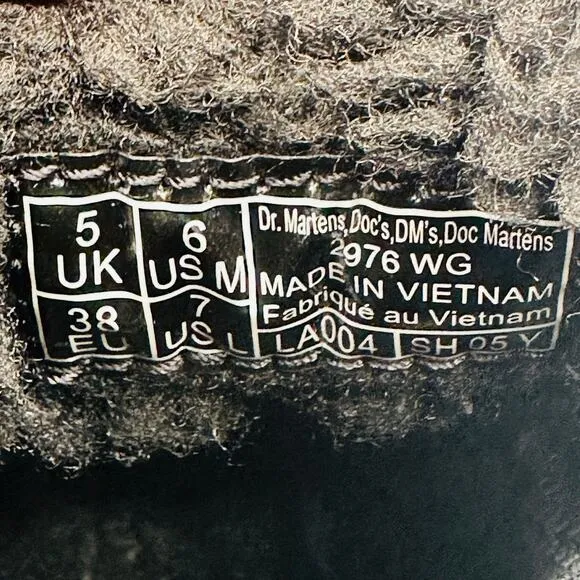 5
UK
6
US M
Dr. Martens,Doc's,DM's,Doc Martens
2976 WG
MADE IN VIETNAM
Fabriqué au Vietnam
38
EU
7
US L
LA004
SH 05 Y